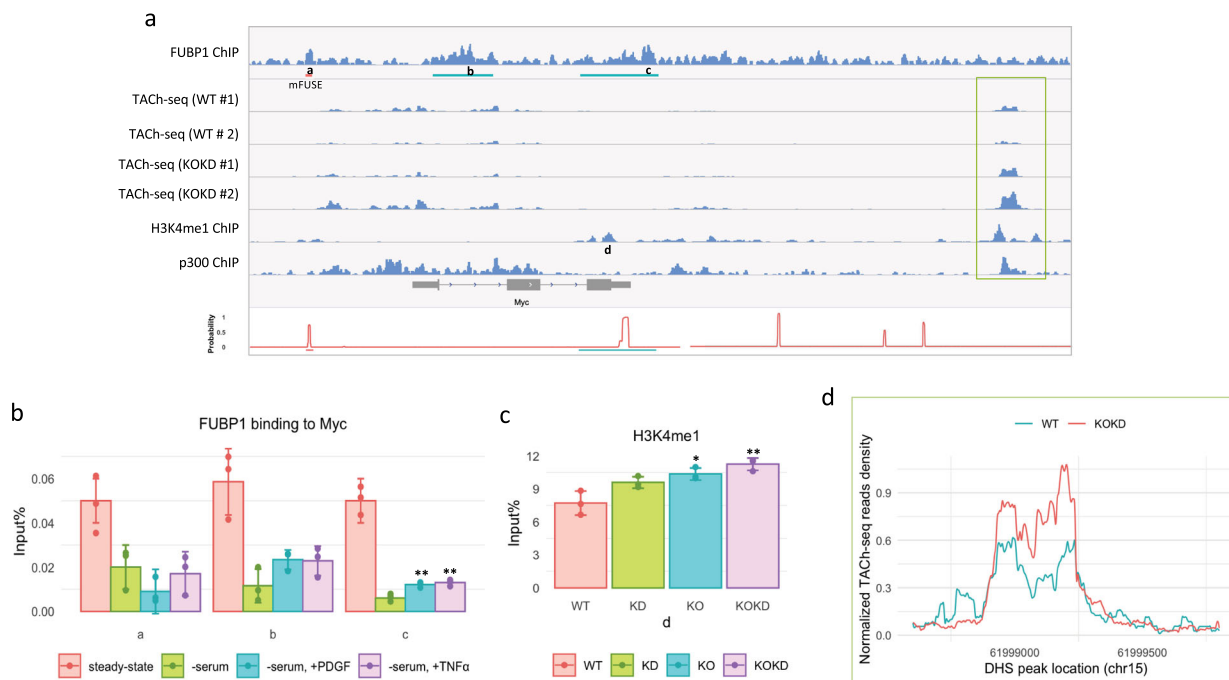 a
FUBP1 ChIP
a
b
c
mFUSE
TACh-seq (WT #1)
TACh-seq (WT # 2)
TACh-seq (KOKD #1)
TACh-seq (KOKD #2)
H3K4me1 ChIP
d
p300 ChIP
Myc
Probability
1
0.5
0
b
FUBP1 binding to Myc
Input%
0.06
0.04
0.02
0.00
** **
a b c
steady-state -serum -serum, +PDGF -serum, +TNFα
c
H3K4me1
Input%
12
9
6
3
0
* **
WT KD KO KOKD
d
WT KD KO KOKD
d
WT KOKD
Normalized TACh-seq reads density
0.9
0.6
0.3
0.0
61999000 61999500
DHS peak location (chr15)